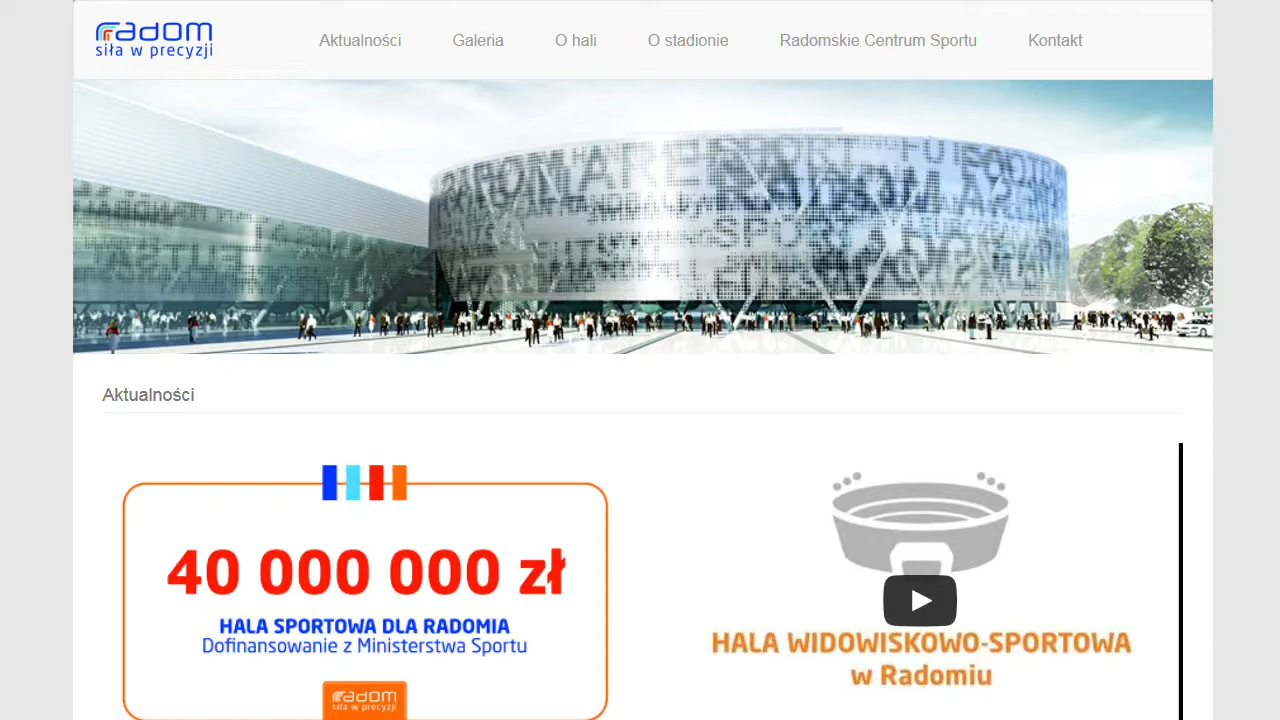 radom
siła w precyzji
Aktualności
Galeria
O hali
O stadionie
Radomskie Centrum Sportu
Kontakt
Aktualności
40 000 000 zł
HALA SPORTOWA DLA RADOMIA
Dofinansowanie z Ministerstwa Sportu
radom
siła w precyzji
HALA WIDOWISKOWO-SPORTOWA
w Radomiu